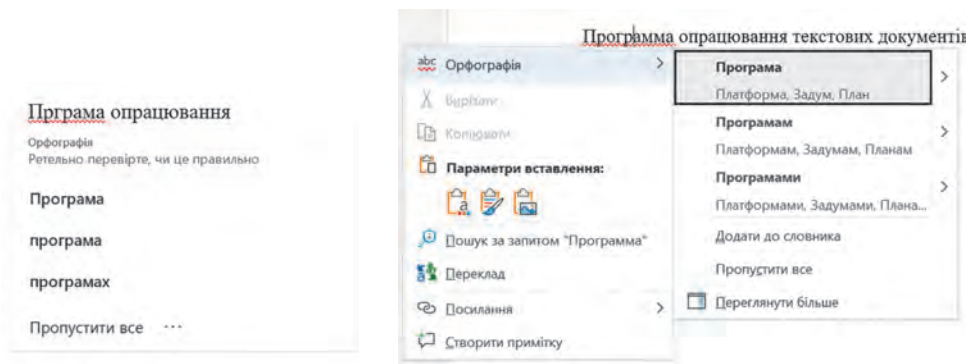 Прграма опрацювання
Орфографія
Ретельно перевірте, чи це правильно
Програма
програма
програмах
Пропустити все ...
Программа опрацювання текстових документів
abc Орфографія
Вирізати
Копіювати
Параметри вставлення:
Пошук за запитом "Программа"
Переклад
Посилання
Створити примітку
Програма
Платформа, Задум, План
Програмам
Платформам, Задумам, Планам
Програмами
Платформами, Задумами, Плана...
Додати до словника
Пропустити все
Переглянути більше